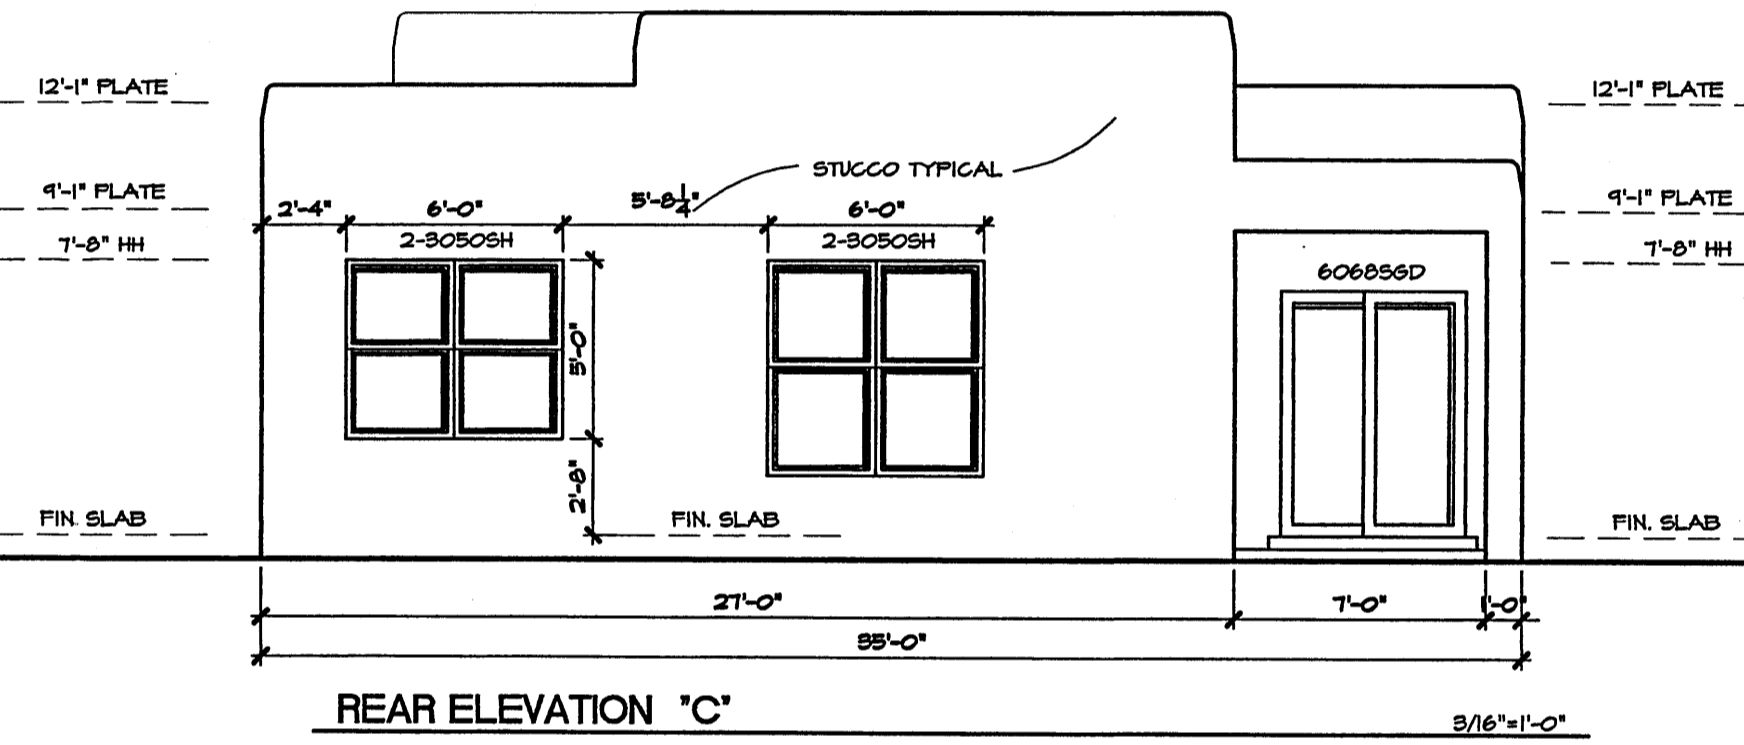 12'-1" PLATE
12'-1" PLATE
STUCCO TYPICAL
9'-1" PLATE
9'-1" PLATE
2'-4"
6'-0"
5'-8 1/4"
6'-0"
7'-8" HH
2-3050SH
2-3050SH
7'-8" HH
6068SGD
5'-0"
2'-8"
FIN. SLAB
FIN. SLAB
FIN. SLAB
27'-0"
7'-0"
1'-0"
35'-0"
REAR ELEVATION "C"
3/16"=1'-0"